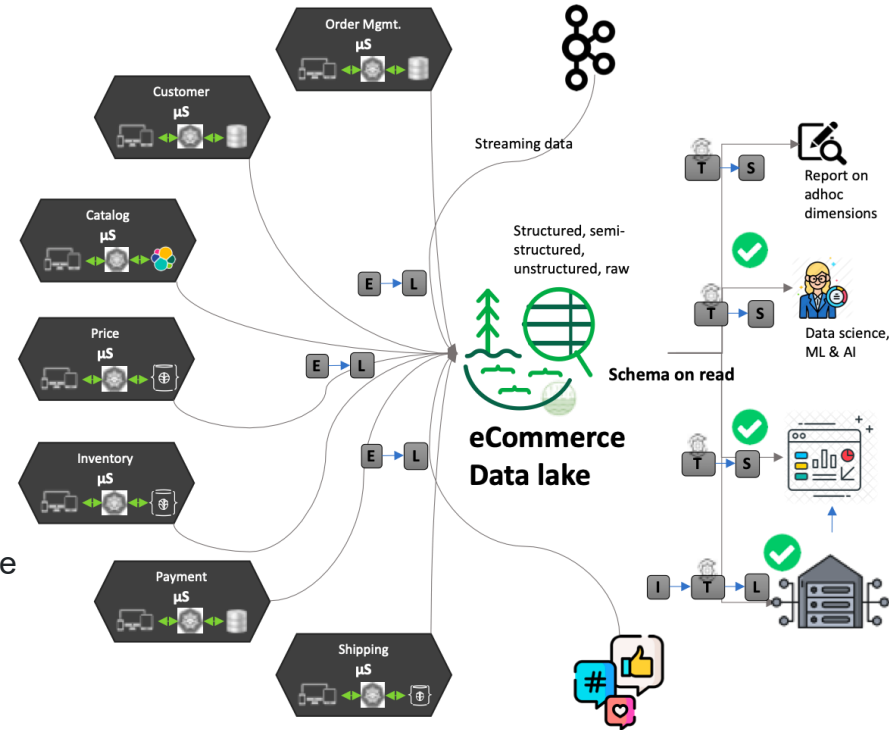 Order Mgmt.
µS
Customer
µS
Catalog
µS
Price
µS
Inventory
µS
Payment
µS
Shipping
µS
e
Streaming data
E L
E L
E L
Structured, semi-
structured,
unstructured, raw
Schema on read
eCommerce
Data lake
T S
Report on
adhoc
dimensions
T S
Data science,
ML & AI
T S
I T L
#